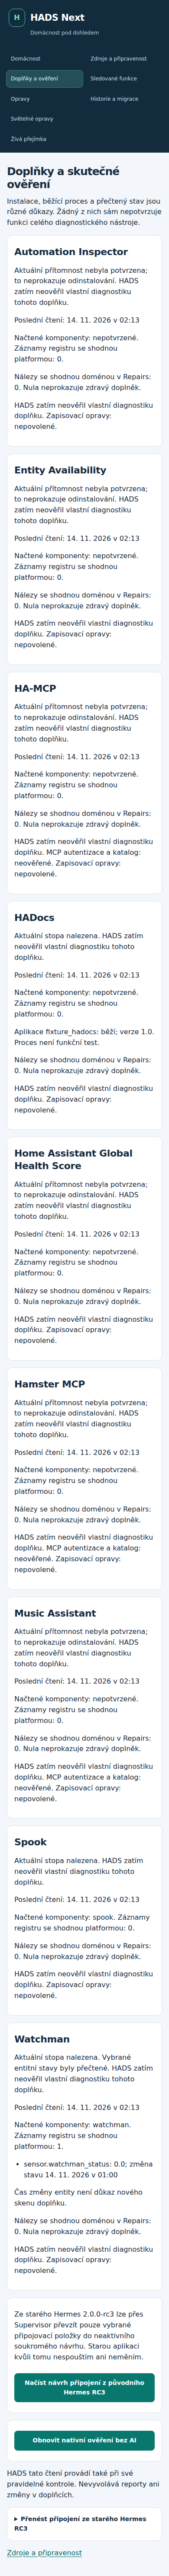 H
HADS Next
Domácnost pod dohledem
Domácnost
Zdroje a připravenost
Doplňky a ověření
Sledované funkce
Opravy
Historie a migrace
Světelné opravy
Živá přejímka
Doplňky a skutečné
ověření
Instalace, běžící proces a přečtený stav jsou
různé důkazy. Žádný z nich sám nepotvrzuje
funkci celého diagnostického nástroje.
Automation Inspector
Aktuální přítomnost nebyla potvrzena;
to neprokazuje odinstalování. HADS
zatím neověřil vlastní diagnostiku
tohoto doplňku.
Poslední čtení: 14. 11. 2026 v 02:13
Načtené komponenty: nepotvrzené.
Záznamy registru se shodnou
platformou: 0.
Nálezy se shodnou doménou v Repairs:
0. Nula neprokazuje zdravý doplněk.
HADS zatím neověřil vlastní diagnostiku
doplňku. Zapisovací opravy:
nepovolené.
Entity Availability
Aktuální přítomnost nebyla potvrzena;
to neprokazuje odinstalování. HADS
zatím neověřil vlastní diagnostiku
tohoto doplňku.
Poslední čtení: 14. 11. 2026 v 02:13
Načtené komponenty: nepotvrzené.
Záznamy registru se shodnou
platformou: 0.
Nálezy se shodnou doménou v Repairs:
0. Nula neprokazuje zdravý doplněk.
HADS zatím neověřil vlastní diagnostiku
doplňku. Zapisovací opravy:
nepovolené.
HA-MCP
Aktuální přítomnost nebyla potvrzena;
to neprokazuje odinstalování. HADS
zatím neověřil vlastní diagnostiku
tohoto doplňku.
Poslední čtení: 14. 11. 2026 v 02:13
Načtené komponenty: nepotvrzené.
Záznamy registru se shodnou
platformou: 0.
Nálezy se shodnou doménou v Repairs:
0. Nula neprokazuje zdravý doplněk.
HADS zatím neověřil vlastní diagnostiku
doplňku. MCP autentizace a katalog:
neověřené. Zapisovací opravy:
nepovolené.
HADocs
Aktuální stopa nalezena. HADS zatím
neověřil vlastní diagnostiku tohoto
doplňku.
Poslední čtení: 14. 11. 2026 v 02:13
Načtené komponenty: nepotvrzené.
Záznamy registru se shodnou
platformou: 0.
Aplikace fixture_hadocs: běží; verze 1.0.
Proces není funkční test.
Nálezy se shodnou doménou v Repairs:
0. Nula neprokazuje zdravý doplněk.
HADS zatím neověřil vlastní diagnostiku
doplňku. Zapisovací opravy:
nepovolené.
Home Assistant Global
Health Score
Aktuální přítomnost nebyla potvrzena;
to neprokazuje odinstalování. HADS
zatím neověřil vlastní diagnostiku
tohoto doplňku.
Poslední čtení: 14. 11. 2026 v 02:13
Načtené komponenty: nepotvrzené.
Záznamy registru se shodnou
platformou: 0.
Nálezy se shodnou doménou v Repairs:
0. Nula neprokazuje zdravý doplněk.
HADS zatím neověřil vlastní diagnostiku
doplňku. Zapisovací opravy:
nepovolené.
Hamster MCP
Aktuální přítomnost nebyla potvrzena;
to neprokazuje odinstalování. HADS
zatím neověřil vlastní diagnostiku
tohoto doplňku.
Poslední čtení: 14. 11. 2026 v 02:13
Načtené komponenty: nepotvrzené.
Záznamy registru se shodnou
platformou: 0.
Nálezy se shodnou doménou v Repairs:
0. Nula neprokazuje zdravý doplněk.
HADS zatím neověřil vlastní diagnostiku
doplňku. MCP autentizace a katalog:
neověřené. Zapisovací opravy:
nepovolené.
Music Assistant
Aktuální přítomnost nebyla potvrzena;
to neprokazuje odinstalování. HADS
zatím neověřil vlastní diagnostiku
tohoto doplňku.
Poslední čtení: 14. 11. 2026 v 02:13
Načtené komponenty: nepotvrzené.
Záznamy registru se shodnou
platformou: 0.
Nálezy se shodnou doménou v Repairs:
0. Nula neprokazuje zdravý doplněk.
HADS zatím neověřil vlastní diagnostiku
doplňku. MCP autentizace a katalog:
neověřené. Zapisovací opravy:
nepovolené.
Spook
Aktuální stopa nalezena. HADS zatím
neověřil vlastní diagnostiku tohoto
doplňku.
Poslední čtení: 14. 11. 2026 v 02:13
Načtené komponenty: spook. Záznamy
registru se shodnou platformou: 0.
Nálezy se shodnou doménou v Repairs:
0. Nula neprokazuje zdravý doplněk.
HADS zatím neověřil vlastní diagnostiku
doplňku. Zapisovací opravy:
nepovolené.
Watchman
Aktuální stopa nalezena. Vybrané
entitní stavy byly přečtené. HADS zatím
neověřil vlastní diagnostiku tohoto
doplňku.
Poslední čtení: 14. 11. 2026 v 02:13
Načtené komponenty: watchman.
Záznamy registru se shodnou
platformou: 1.
• sensor.watchman_status: 0.0; změna
stavu 14. 11. 2026 v 01:00
Čas změny entity není důkaz nového
skenu doplňku.
Nálezy se shodnou doménou v Repairs:
0. Nula neprokazuje zdravý doplněk.
HADS zatím neověřil vlastní diagnostiku
doplňku. Zapisovací opravy:
nepovolené.
Ze starého Hermes 2.0.0-rc3 lze přes
Supervisor převzít pouze vybrané
připojovací položky do neaktivního
soukromého návrhu. Starou aplikaci
kvůli tomu nespouštím ani neměním.
Načíst návrh připojení z původního
Hermes RC3
Obnovit nativní ověření bez AI
HADS tato čtení provádí také při své
pravidelné kontrole. Nevyvolává reporty ani
změny v doplňcích.
▸ Přenést připojení ze starého Hermes
RC3
Zdroje a připravenost